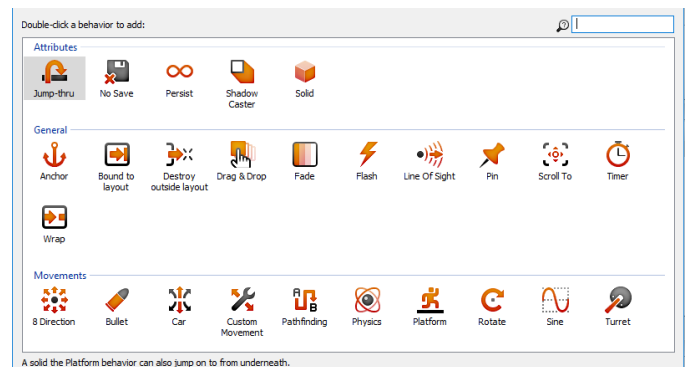 Double-click a behavior to add:
Attributes
Jump-thru No Save Persist Shadow Caster Solid
General
Anchor Bound to layout Destroy outside layout Drag & Drop Fade Flash Line Of Sight Pin Scroll To Timer
Wrap
Movements
8 Direction Bullet Car Custom Movement Pathfinding Physics Platform Rotate Sine Turret
A solid the Platform behavior can also jump on to from underneath.